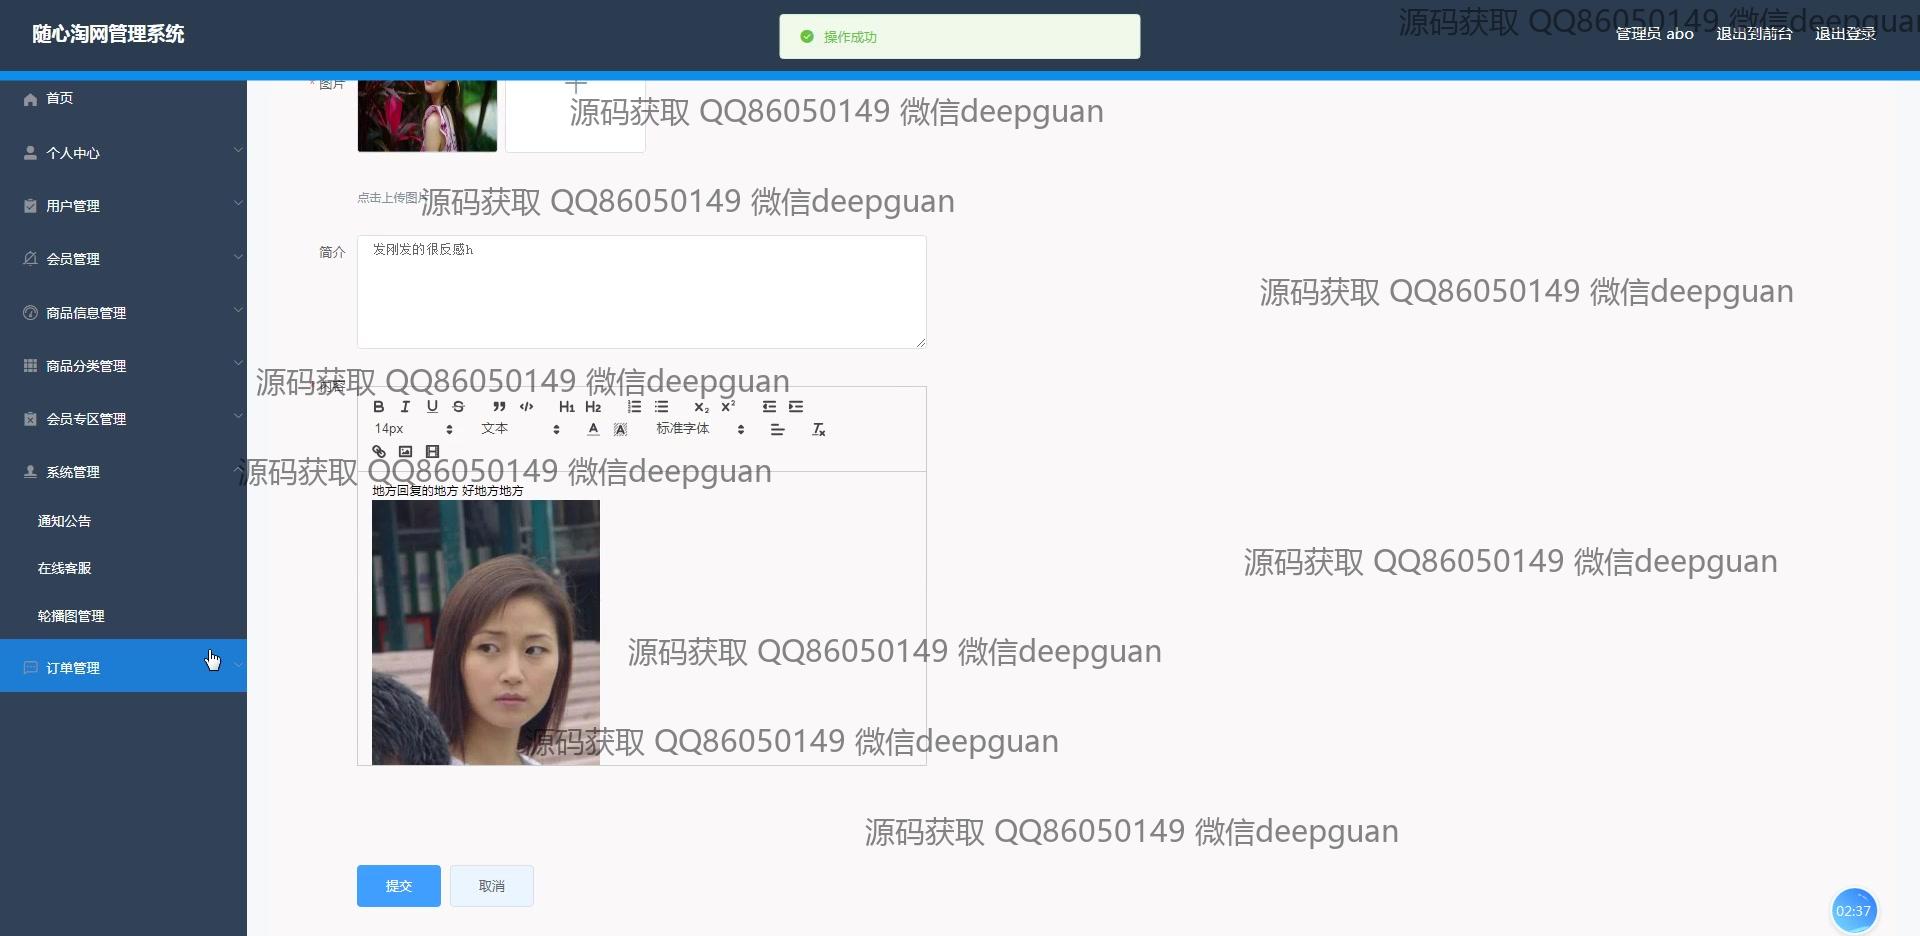 随心淘网管理系统
操作成功
源码获取 QQ86050149 微信deepguan
管理员 abo
退出到前台
退出登录
首页
个人中心
用户管理
会员管理
商品信息管理
商品分类管理
会员专区管理
系统管理
通知公告
在线客服
轮播图管理
订单管理
* 图片
源码获取 QQ86050149 微信deepguan
点击上传图片
源码获取 QQ86050149 微信deepguan
简介
发刚发的很反感h
源码获取 QQ86050149 微信deepguan
* 内容
源码获取 QQ86050149 微信deepguan
14px
文本
标准字体
源码获取 QQ86050149 微信deepguan
地方回复的地方 好地方地方
源码获取 QQ86050149 微信deepguan
源码获取 QQ86050149 微信deepguan
源码获取 QQ86050149 微信deepguan
源码获取 QQ86050149 微信deepguan
提交
取消
02:37